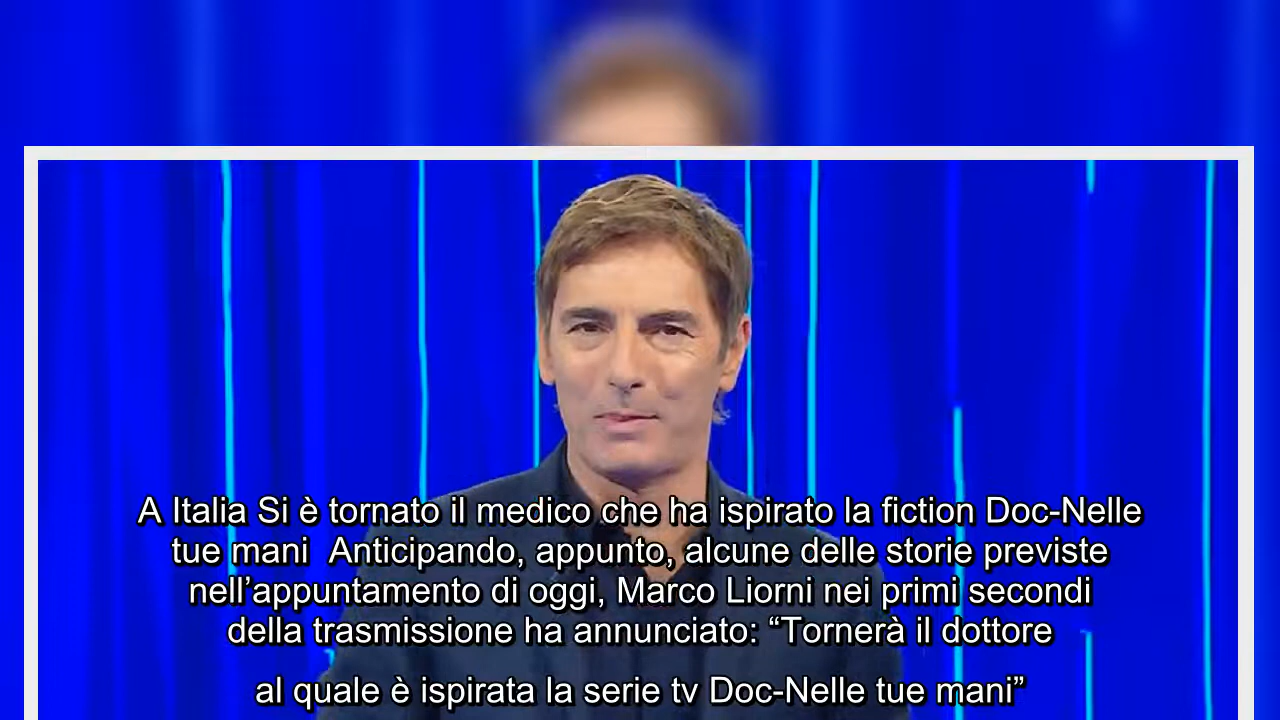 A Italia Si è tornato il medico che ha ispirato la fiction Doc-Nelle
tue mani  Anticipando, appunto, alcune delle storie previste
nell’appuntamento di oggi, Marco Liorni nei primi secondi
della trasmissione ha annunciato: “Tornerà il dottore
al quale è ispirata la serie tv Doc-Nelle tue mani”